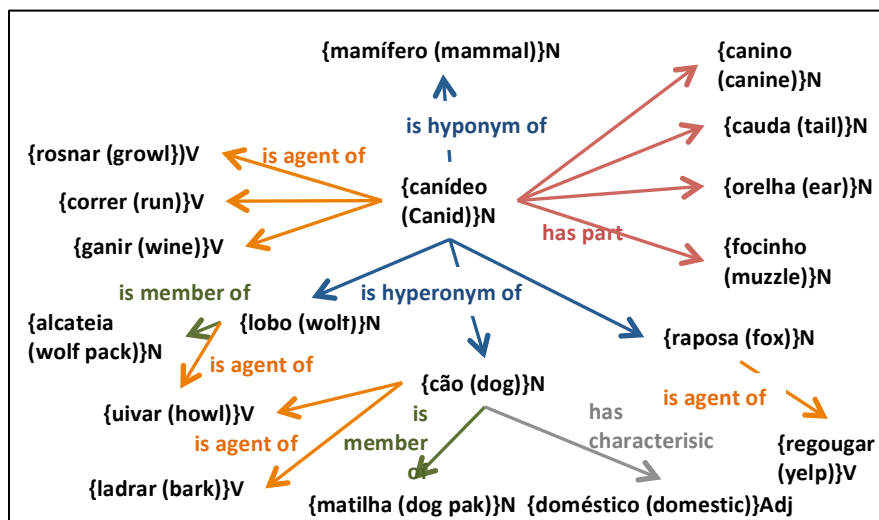 {mamífero (mammal)}N
{canino
(canine)}N
is hyponym of
{cauda (tail)}N
{rosnar (growl})V
is agent of
{correr (run)}V
{canídeo
(Canid)}N
{orelha (ear)}N
{ganir (wine)}V
has part
{focinho
(muzzle)}N
is member of
is hyperonym of
{alcateia
(wolf pack)}N
{lobo (wolf)}N
{raposa (fox)}N
is agent of
{cão (dog)}N
is agent of
{uivar (howl)}V
is agent of
is
member
of
has
characterisic
{regougar
(yelp)}V
{ladrar (bark)}V
{matilha (dog pak)}N
{doméstico (domestic)}Adj